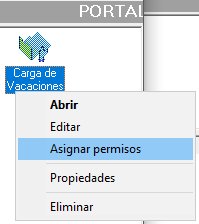 PORTAL
Carga de
Vacaciones
Abrir
Editar
Asignar permisos
Propiedades
Eliminar